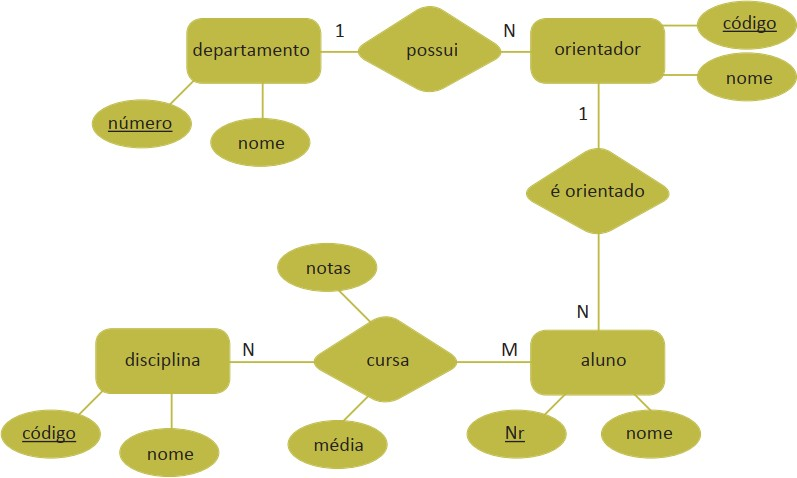 departamento
1
possui
N
orientador
código
nome
número
nome
1
é orientado
N
notas
disciplina
N
cursa
M
aluno
código
nome
média
Nr
nome